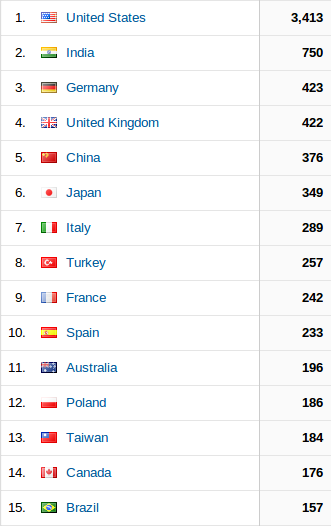 1. United States 3,413
2. India 750
3. Germany 423
4. United Kingdom 422
5. China 376
6. Japan 349
7. Italy 289
8. Turkey 257
9. France 242
10. Spain 233
11. Australia 196
12. Poland 186
13. Taiwan 184
14. Canada 176
15. Brazil 157